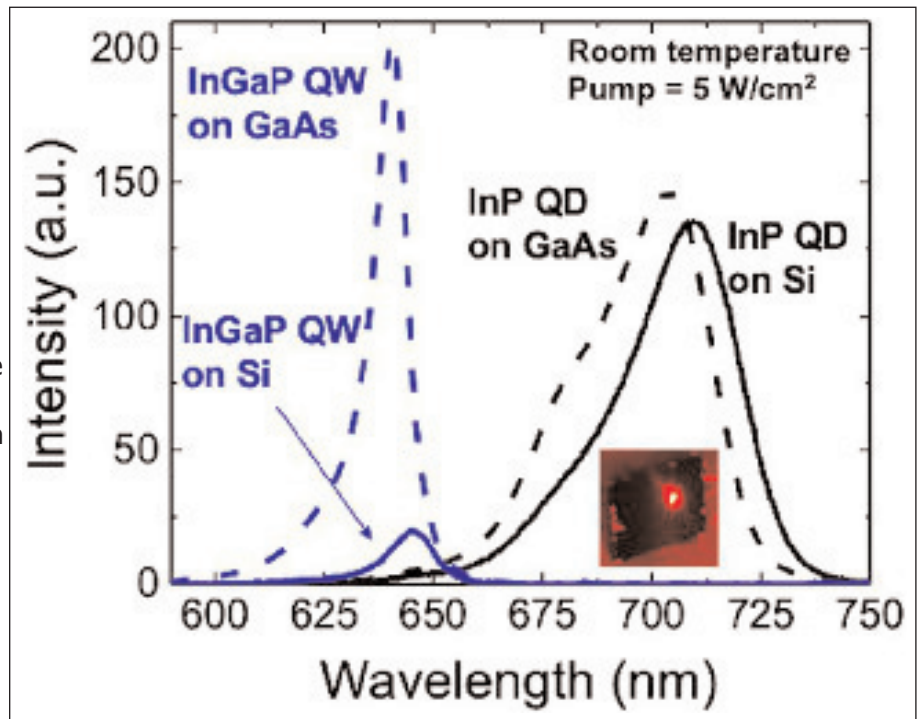 200
150
100
50
0
Intensity (a.u.)
InGaP QW
on GaAs
Room temperature
Pump = 5 W/cm²
InP QD
on GaAs
InP QD
on Si
InGaP QW
on Si
600 625 650 675 700 725 750
Wavelength (nm)
e